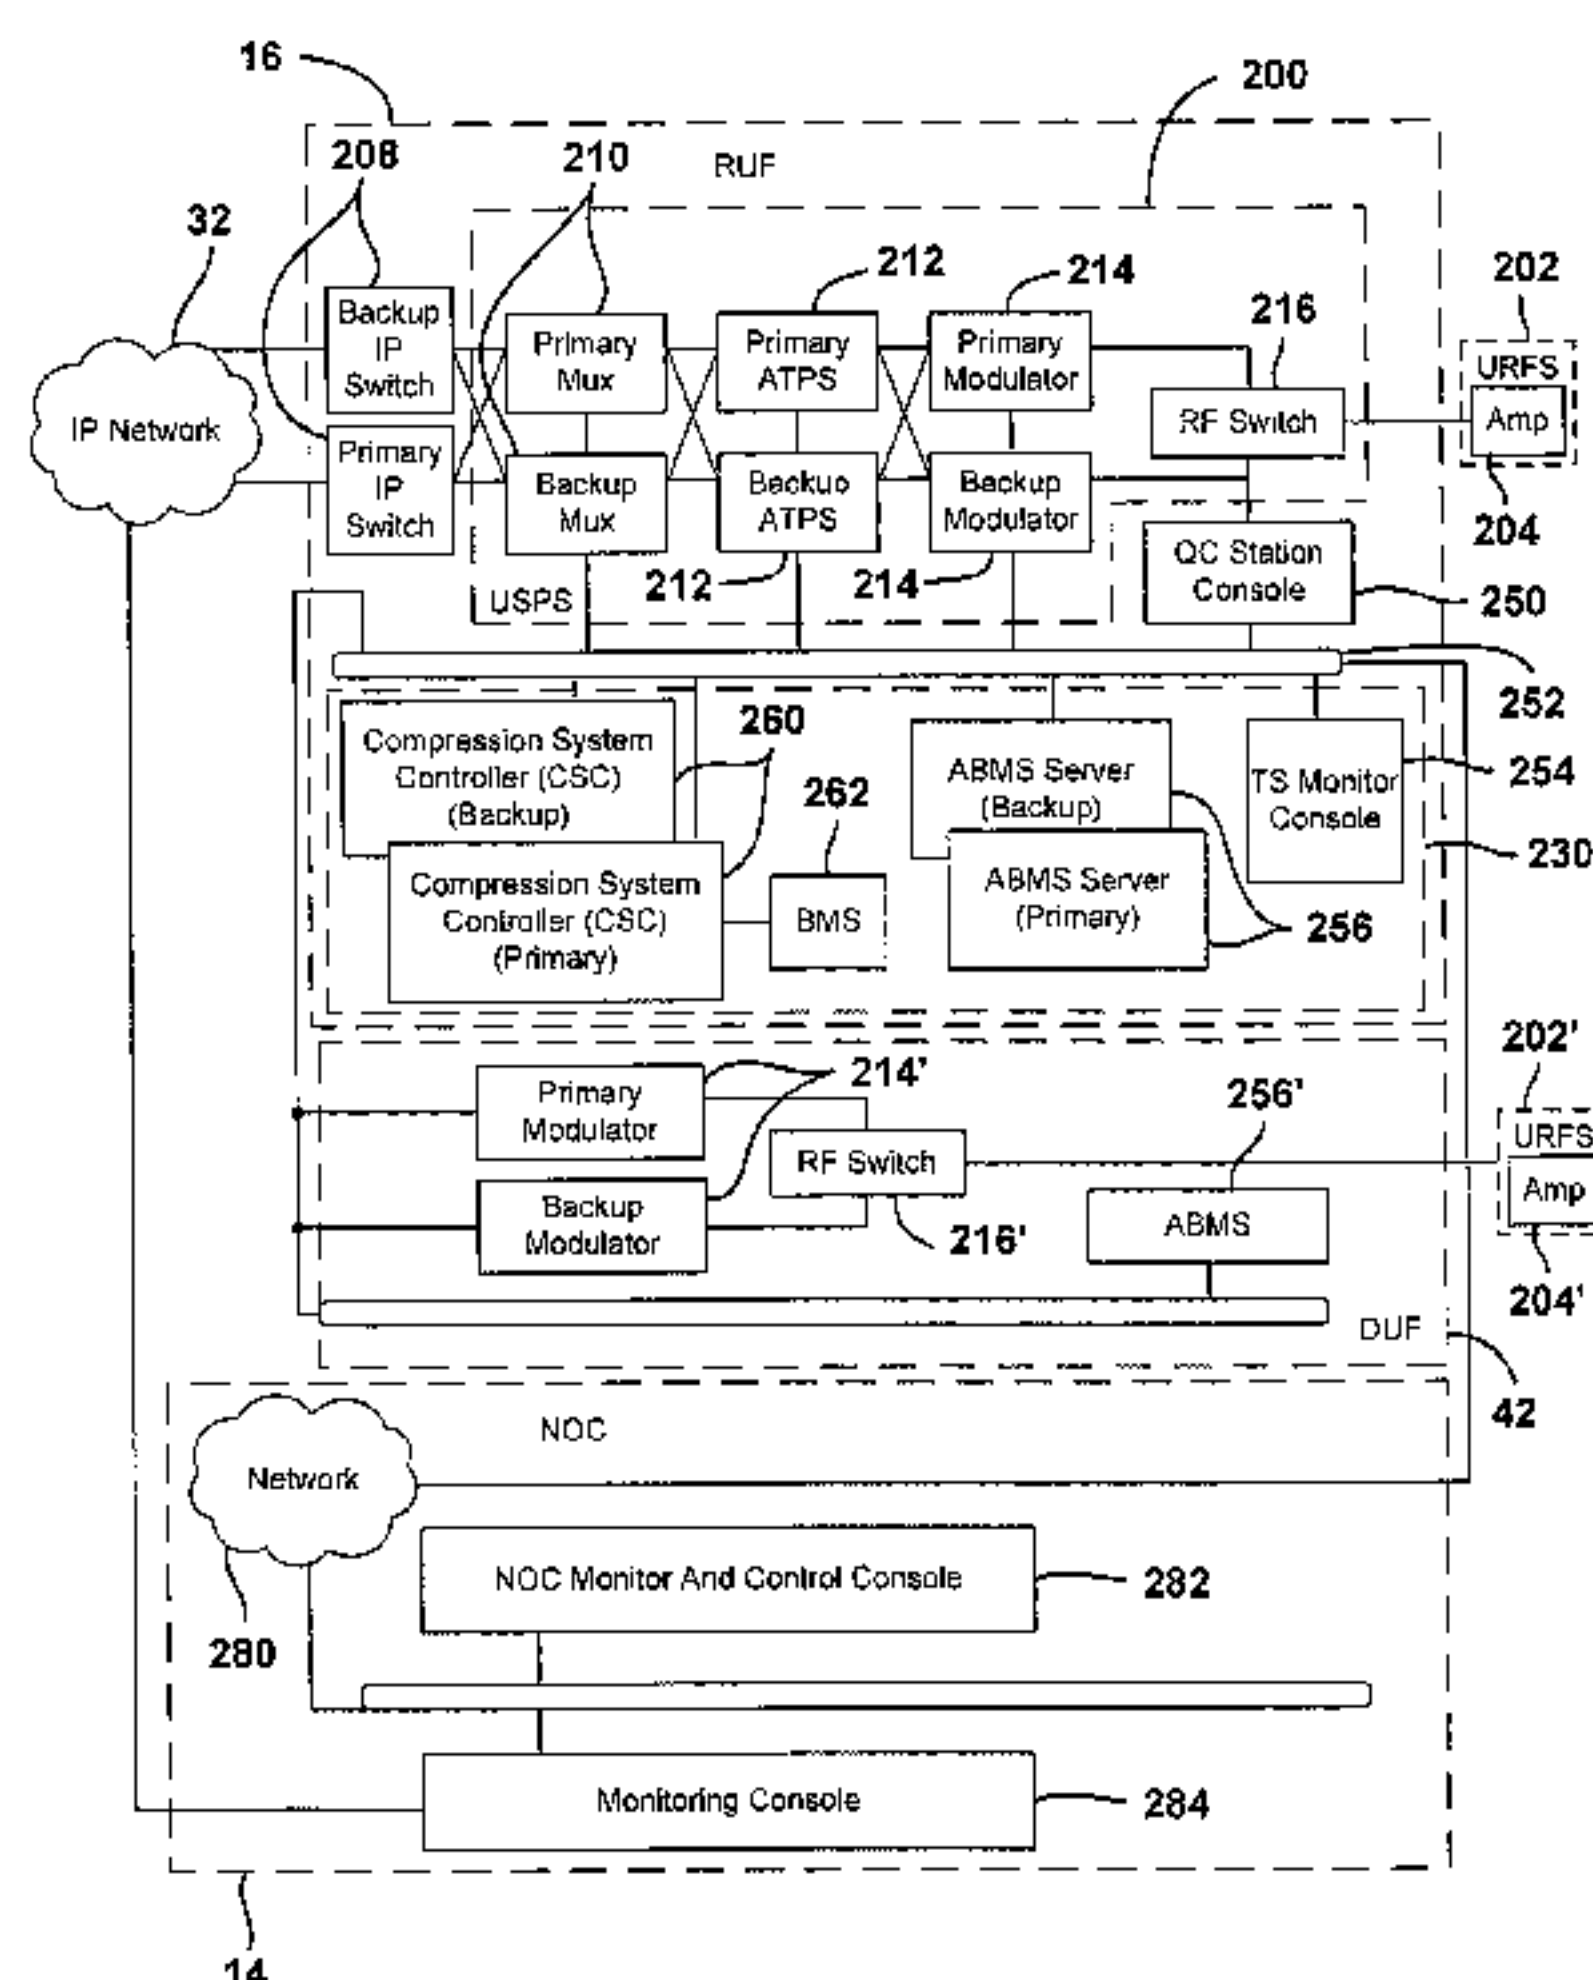 16
200
208
210
RUF
32
212
214
202
216
Backup
IP
Switch
Primary
Mux
Primary
ATPS
Primary
Modulator
URFS
Amp
RF Switch
IP Network
Primary
IP
Switch
Backup
Mux
Backuo
ATPS
Backup
Modulator
204
QC Station
Console
212
214
250
USPS
252
260
Compression System
Controller (CSC)
(Backup)
262
ABMS Server
(Backup)
TS Monitor
Console
254
230
Compression System
Controller (CSC)
(Primary)
BMS
ABMS Server
(Primary)
256
202'
214'
256'
Primary
Modulator
URFS
RF Switch
Amp
Backup
Modulator
216'
ABMS
204'
DUF
42
NOC
Network
NOC Monitor And Control Console
282
280
Monitoring Console
284
14